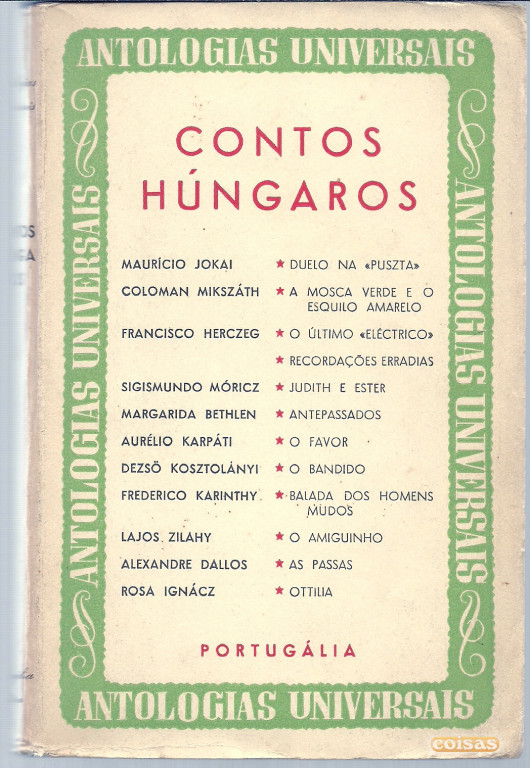 ANTOLOGIAS UNIVERSAIS
CONTOS
HÚNGAROS
MAURÍCIO JOKAI ★ DUELO NA «PUSZTA»
COLOMAN MIKSZÁTH ★ A MOSCA VERDE E O
ESQUILO AMARELO
FRANCISCO HERCZEG ★ O ÚLTIMO «ELÉCTRICO»
★ RECORDAÇÕES ERRADIAS
SIGISMUNDO MÓRICZ ★ JUDITH E ESTER
MARGARIDA BETHLEN ★ ANTEPASSADOS
AURÉLIO KARPÁTI ★ O FAVOR
DEZSÖ KOSZTOLÁNYI ★ O BANDIDO
FREDERICO KARINTHY ★ BALADA DOS HOMENS
MUDOS
LAJOS ZILAHY ★ O AMIGUINHO
ALEXANDRE DALLOS ★ AS PASSAS
ROSA IGNÁCZ ★ OTTILIA
PORTUGÁLIA
ANTOLOGIAS UNIVERSAIS
ANTOLOGIAS UNIVERSAIS
ANTOLOGIAS UNIVERSAIS
coisas